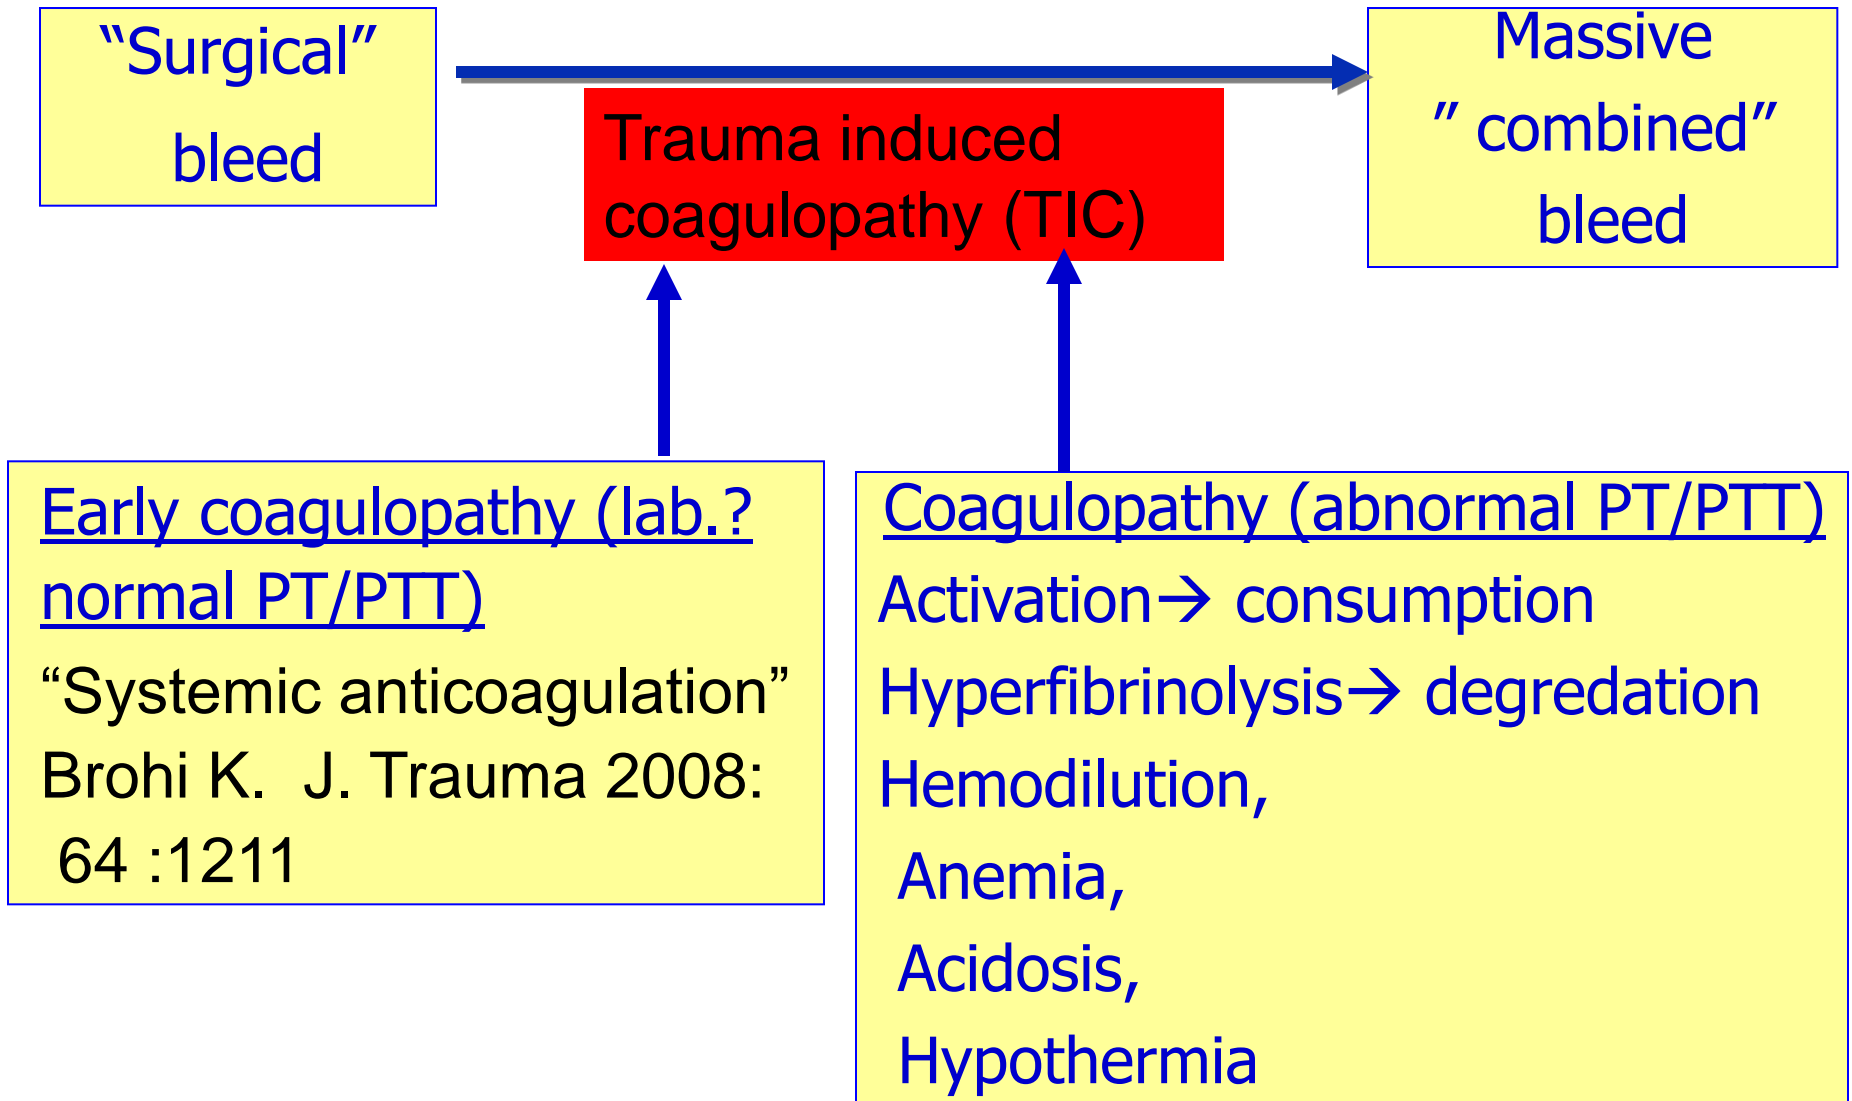 “Surgical”
bleed
Trauma induced
coagulopathy (TIC)
Massive
” combined”
bleed
Early coagulopathy (lab.?
normal PT/PTT)
“Systemic anticoagulation”
Brohi K. J. Trauma 2008:
64 :1211
Coagulopathy (abnormal PT/PTT)
Activation→ consumption
Hyperfibrinolysis→ degredation
Hemodilution,
Anemia,
Acidosis,
Hypothermia